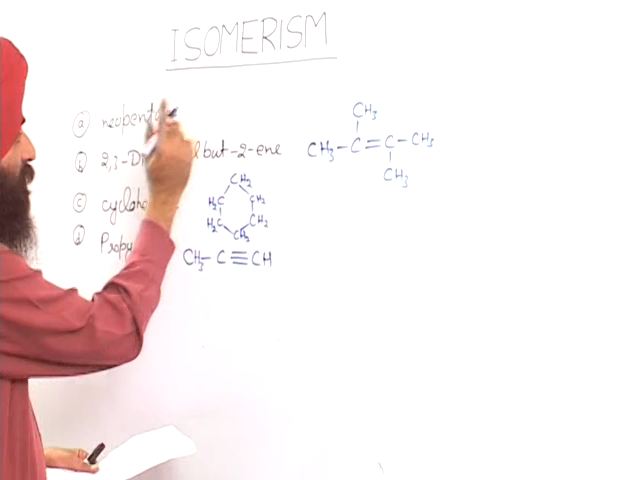 ISOMERISM
(a) neopent
(b) 2,3-D l but-2-ene
CH3
|
CH3-C=C-CH3
|
CH3
(c) cyclohe
CH2
H2C CH2
H2C CH2
CH2
(d) Propy
CH3-C≡CH